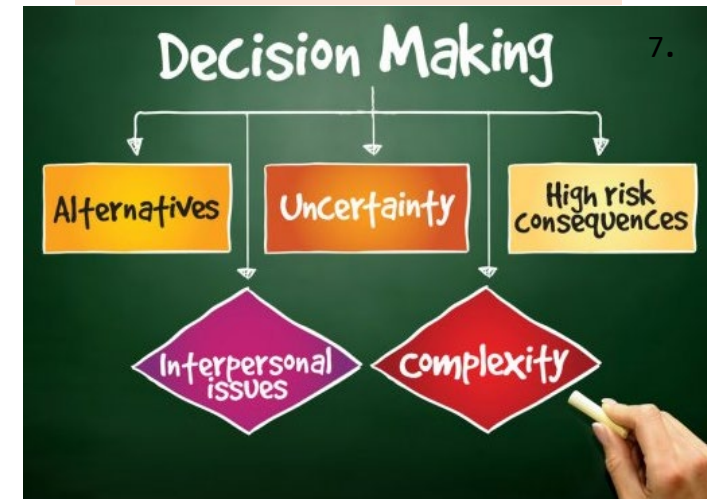 Decision Making
7.
Alternatives
Uncertainty
High risk
consequences
Interpersonal
issues
complexity